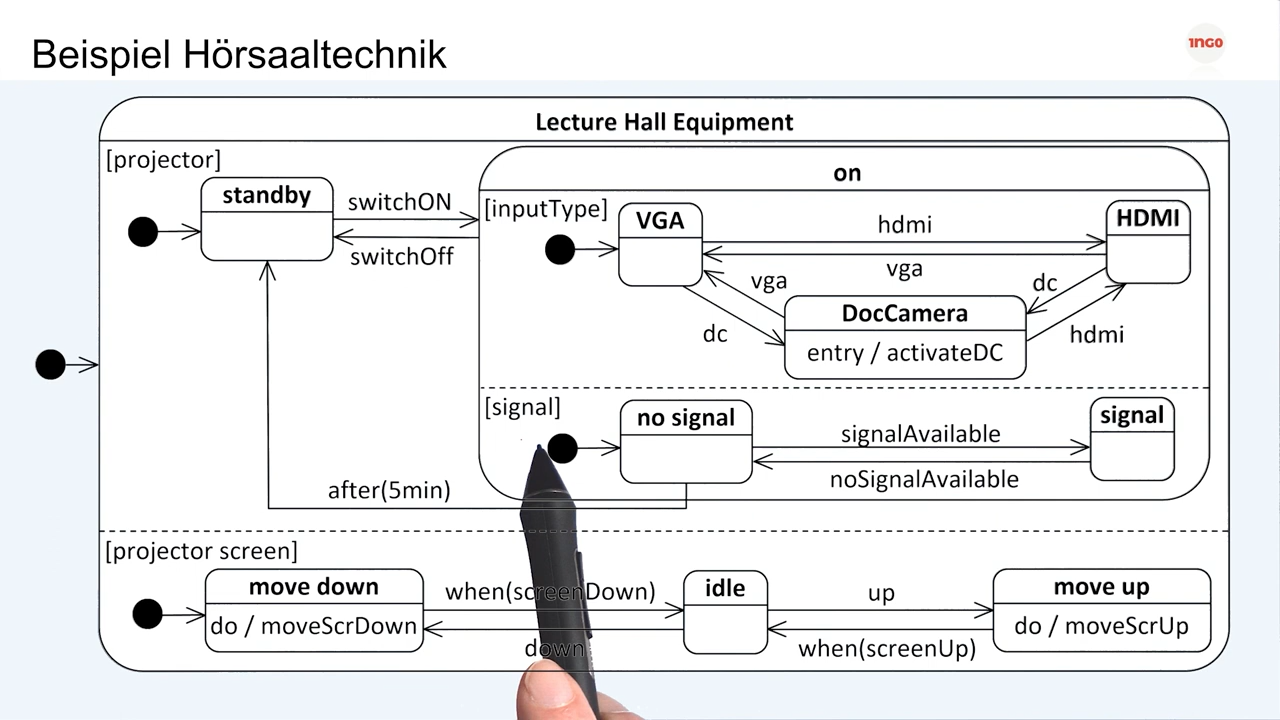 Beispiel Hörsaaltechnik
1NGO
Lecture Hall Equipment
[projector]
standby
switchON
switchOff
on
[inputType]
VGA
hdmi
vga
HDMI
vga
dc
dc
hdmi
DocCamera
entry / activateDC
[signal]
no signal
signalAvailable
noSignalAvailable
signal
after(5min)
[projector screen]
move down
do / moveScrDown
when(screenDown)
down
idle
up
when(screenUp)
move up
do / moveScrUp